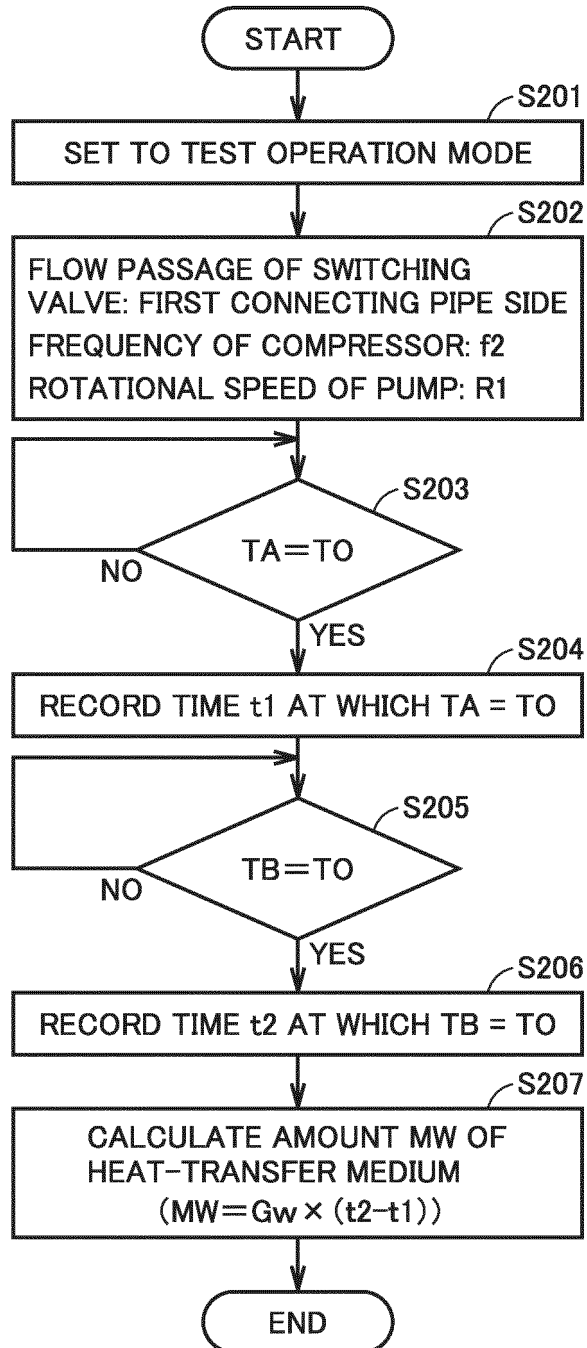 START
S201
SET TO TEST OPERATION MODE
S202
FLOW PASSAGE OF SWITCHING
VALVE: FIRST CONNECTING PIPE SIDE
FREQUENCY OF COMPRESSOR: f2
ROTATIONAL SPEED OF PUMP: R1
S203
TA=TO
NO
YES
S204
RECORD TIME t1 AT WHICH TA = TO
S205
TB=TO
NO
YES
S206
RECORD TIME t2 AT WHICH TB = TO
S207
CALCULATE AMOUNT MW OF
HEAT-TRANSFER MEDIUM
(MW=Gw×(t2-t1))
END